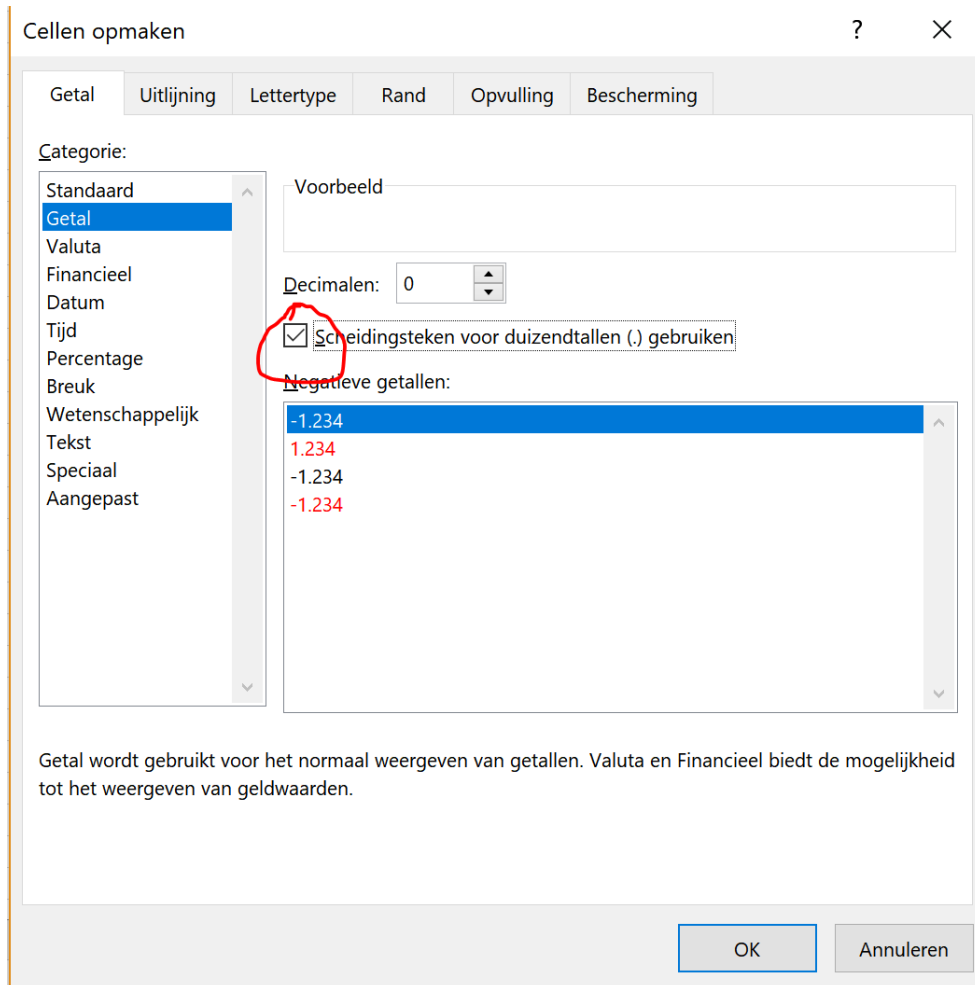 Cellen opmaken ?
Getal Uitlijning Lettertype Rand Opvulling Bescherming
Categorie:
Standaard
Getal
Valuta
Financieel
Datum
Tijd
Percentage
Breuk
Wetenschappelijk
Tekst
Speciaal
Aangepast
Voorbeeld
Decimalen: 0
Scheidingsteken voor duizendtallen (.) gebruiken
Negatieve getallen:
-1.234
1.234
-1.234
-1.234
Getal wordt gebruikt voor het normaal weergeven van getallen. Valuta en Financieel biedt de mogelijkheid
tot het weergeven van geldwaarden.
OK Annuleren